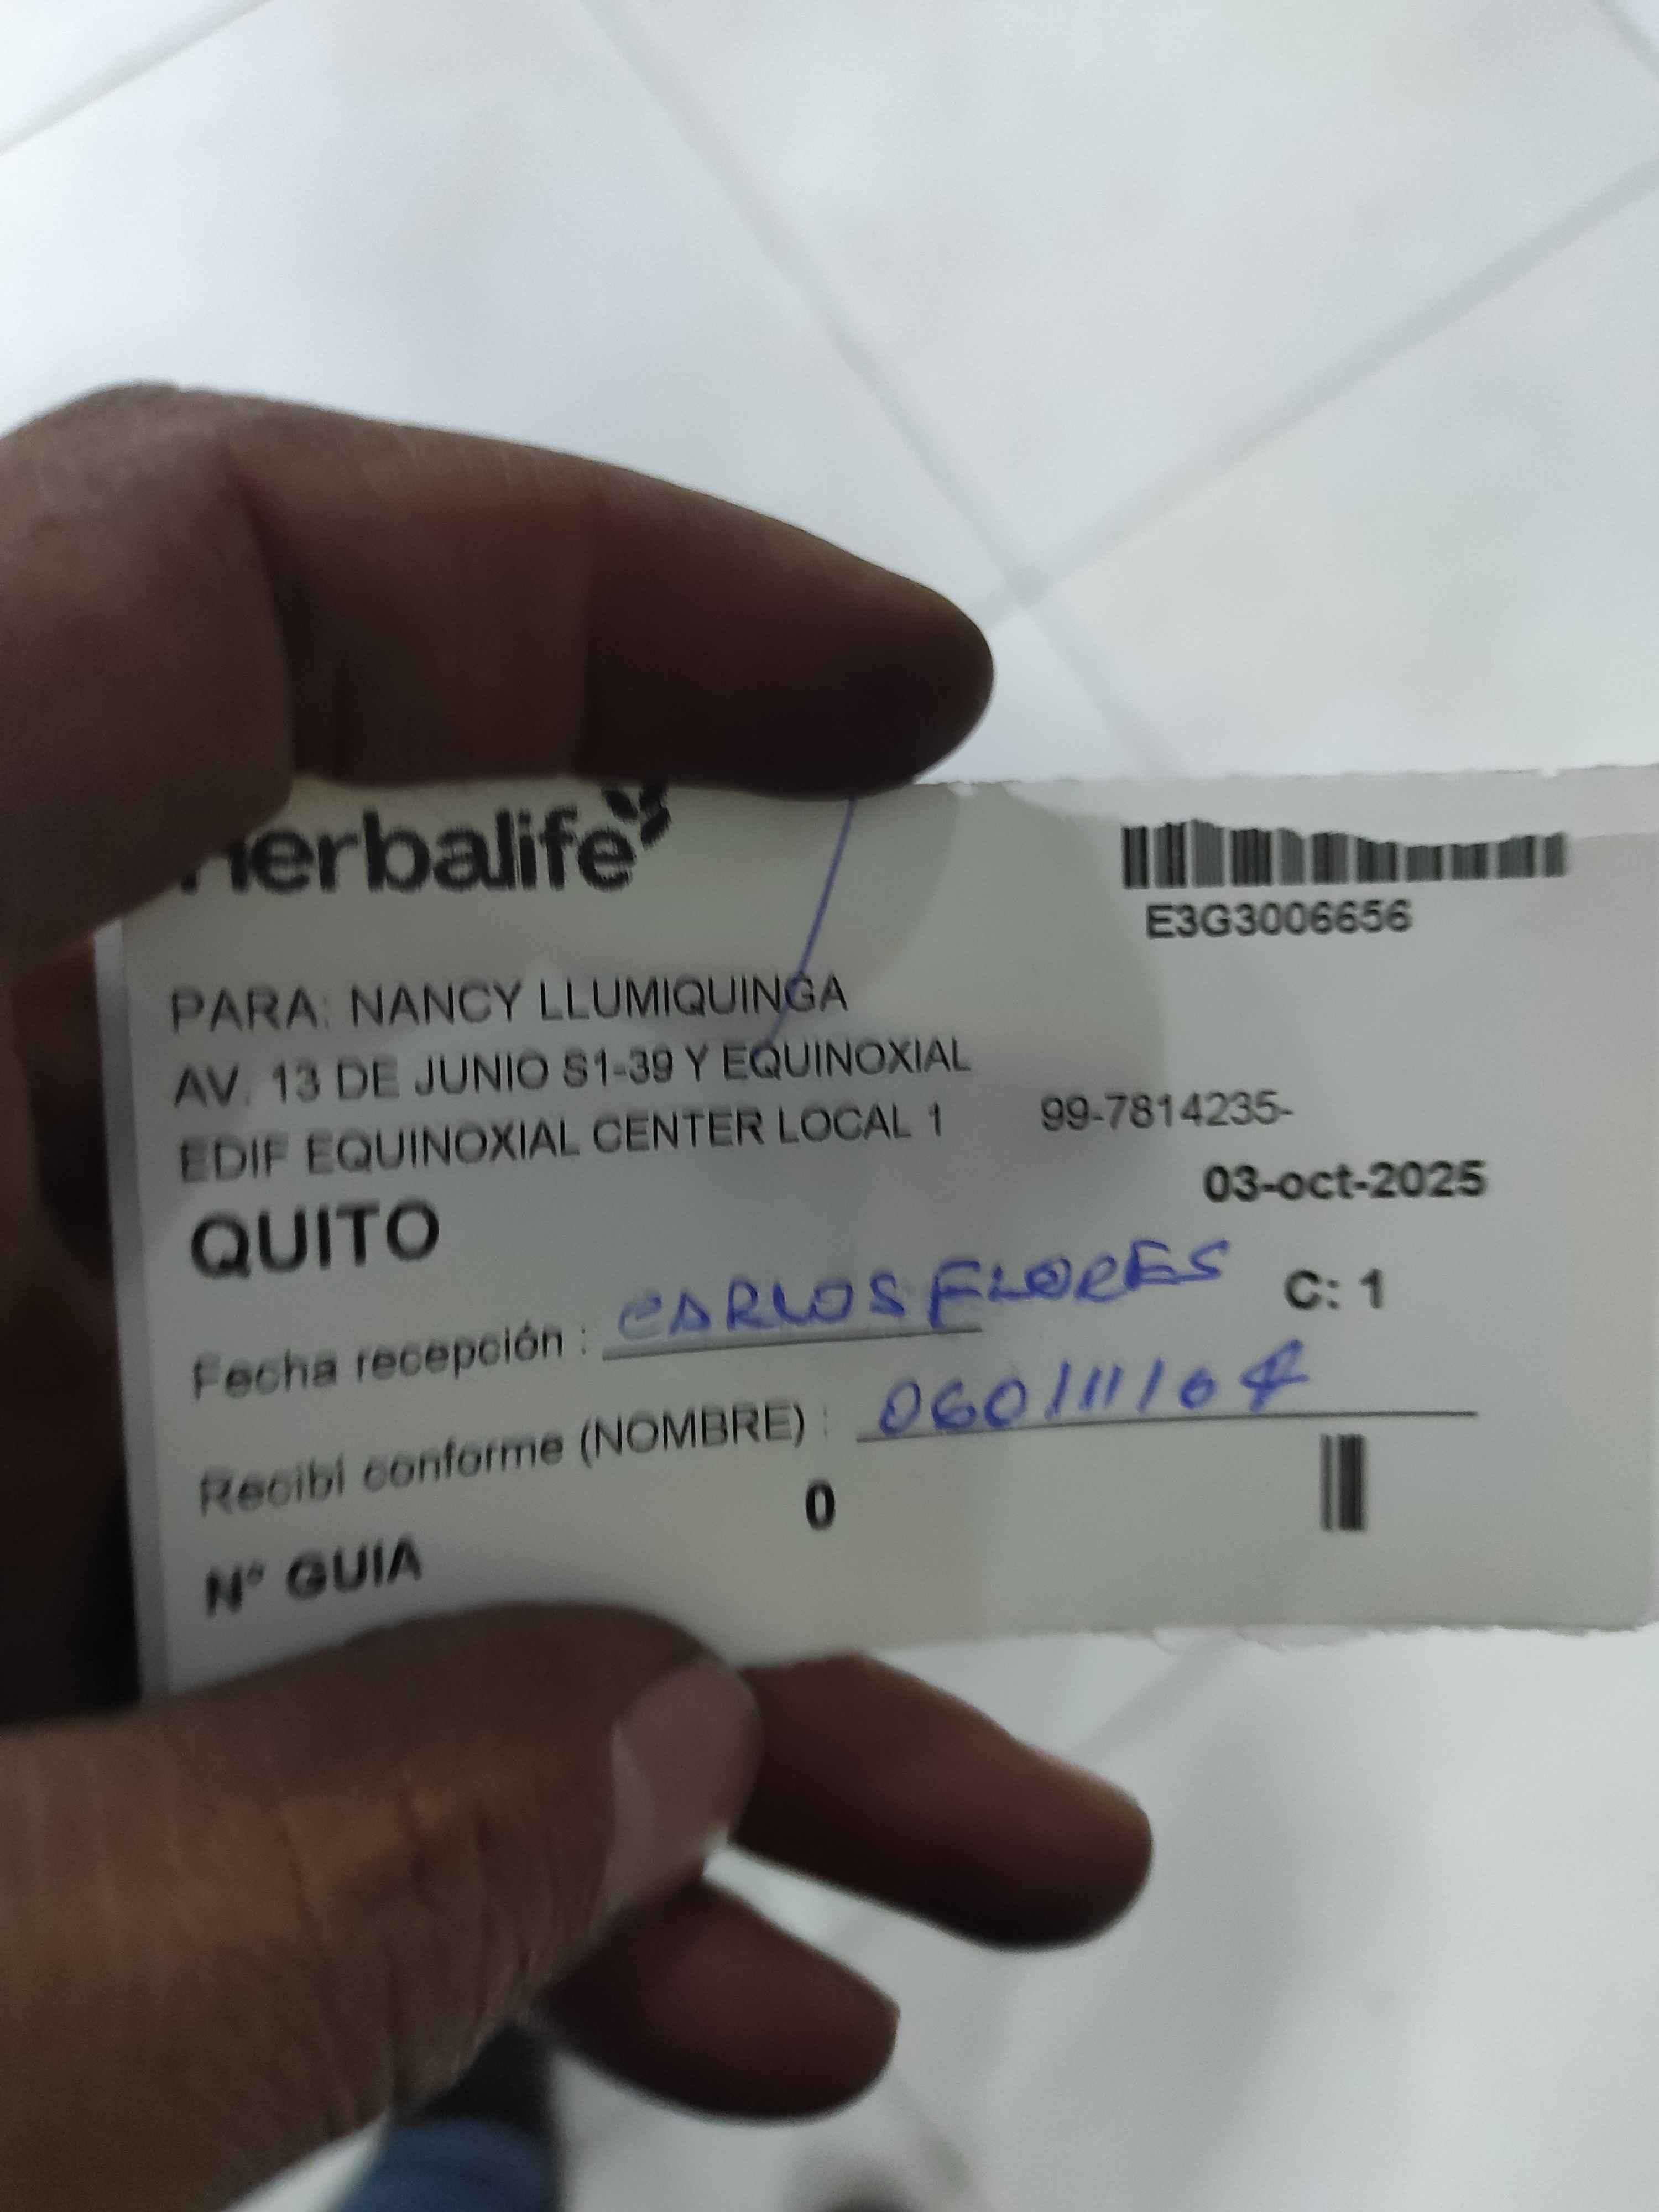 herbalife
E3G3006656
PARA: NANCY LLUMIQUINGA
AV. 13 DE JUNIO S1-39 Y EQUINOXIAL
EDIF EQUINOXIAL CENTER LOCAL 1 99-7814235-
03-oct-2025
QUITO
C: 1
Fecha recepción : CARLOS FLORES
Recibí conforme (NOMBRE) : 060111164
0
N° GUIA